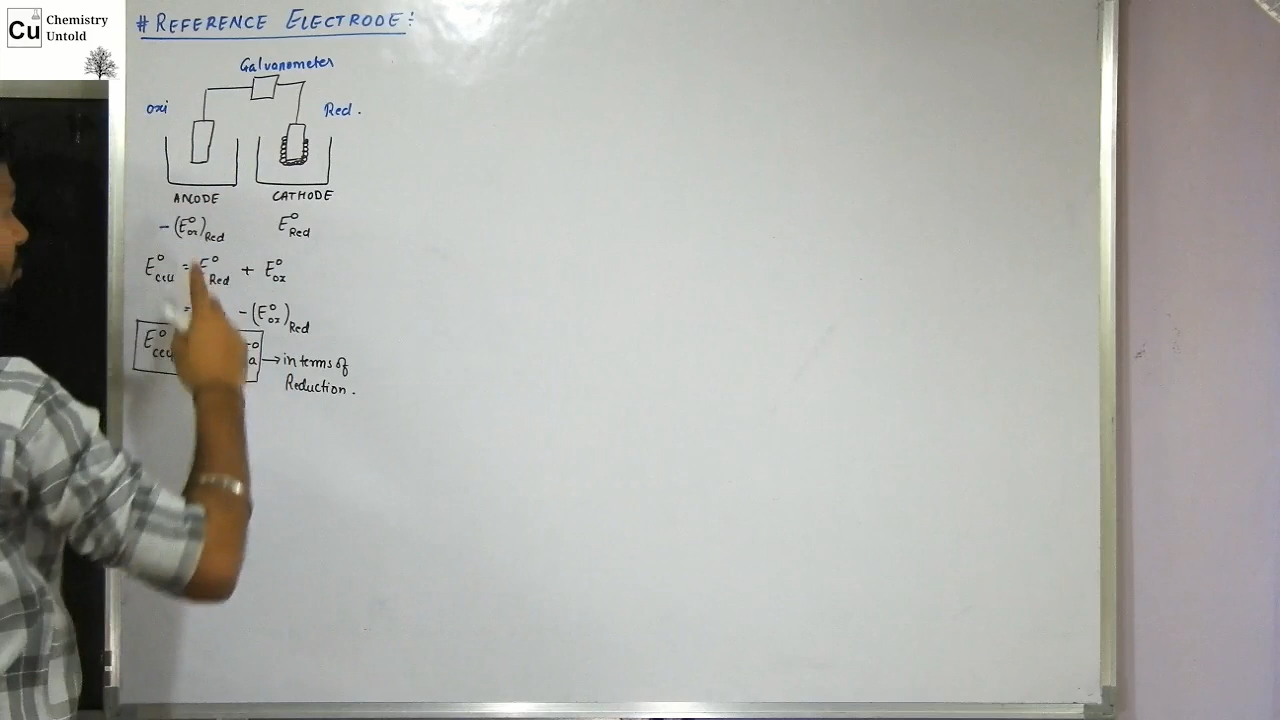 Cu
Chemistry
Untold
# REFERENCE ELECTRODE:
Galvanometer
oxi
Red.
ANODE
CATHODE
-(E°ox)Red
E°Red
E°cell = E°Red + E°ox
= -(E°ox)Red
E°cell
a → in terms of
Reduction.